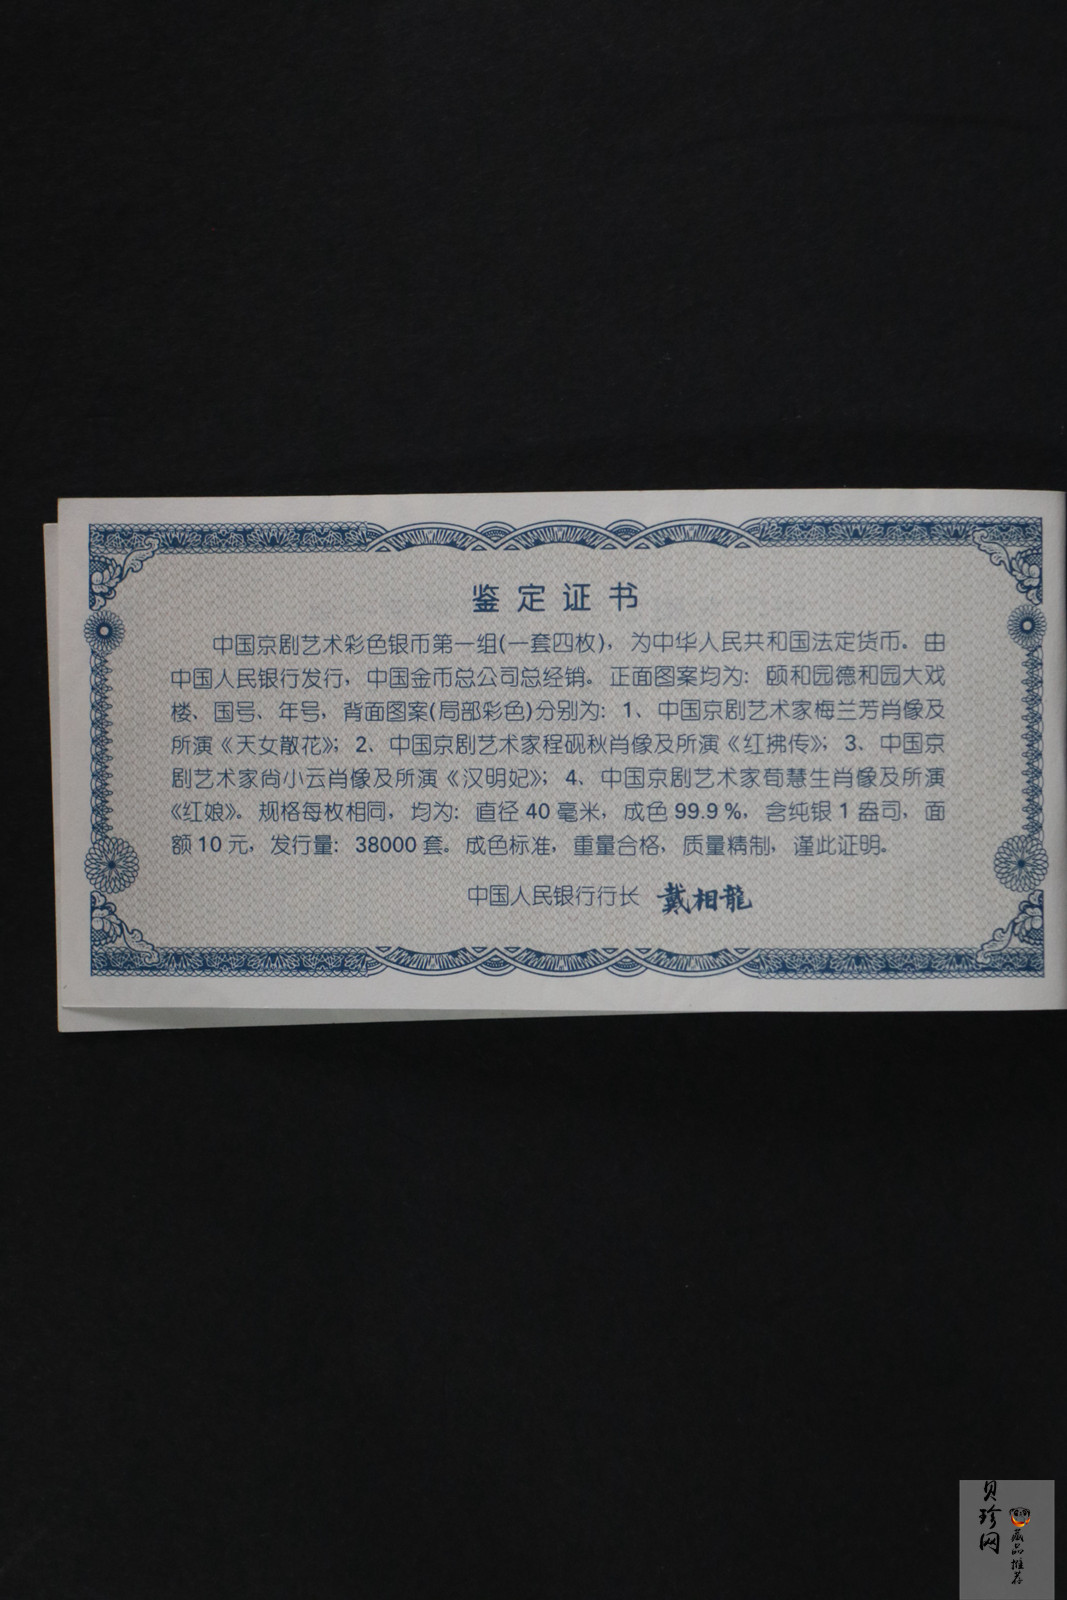 鉴定证书
中国京剧艺术彩色银币第一组(一套四枚)，为中华人民共和国法定货币。由
中国人民银行发行，中国金币总公司总经销。正面图案均为：颐和园德和园大戏
楼、国号、年号，背面图案(局部彩色)分别为：1、中国京剧艺术家梅兰芳肖像及
所演《天女散花》；2、中国京剧艺术家程砚秋肖像及所演《红拂传》；3、中国京
剧艺术家尚小云肖像及所演《汉明妃》；4、中国京剧艺术家荀慧生肖像及所演
《红娘》。规格每枚相同，均为：直径40毫米，成色99.9%，含纯银1盎司，面
额10元，发行量：38000套。成色标准，重量合格，质量精制，谨此证明。
中国人民银行行长 戴相龍
贝珍网
藏品推荐